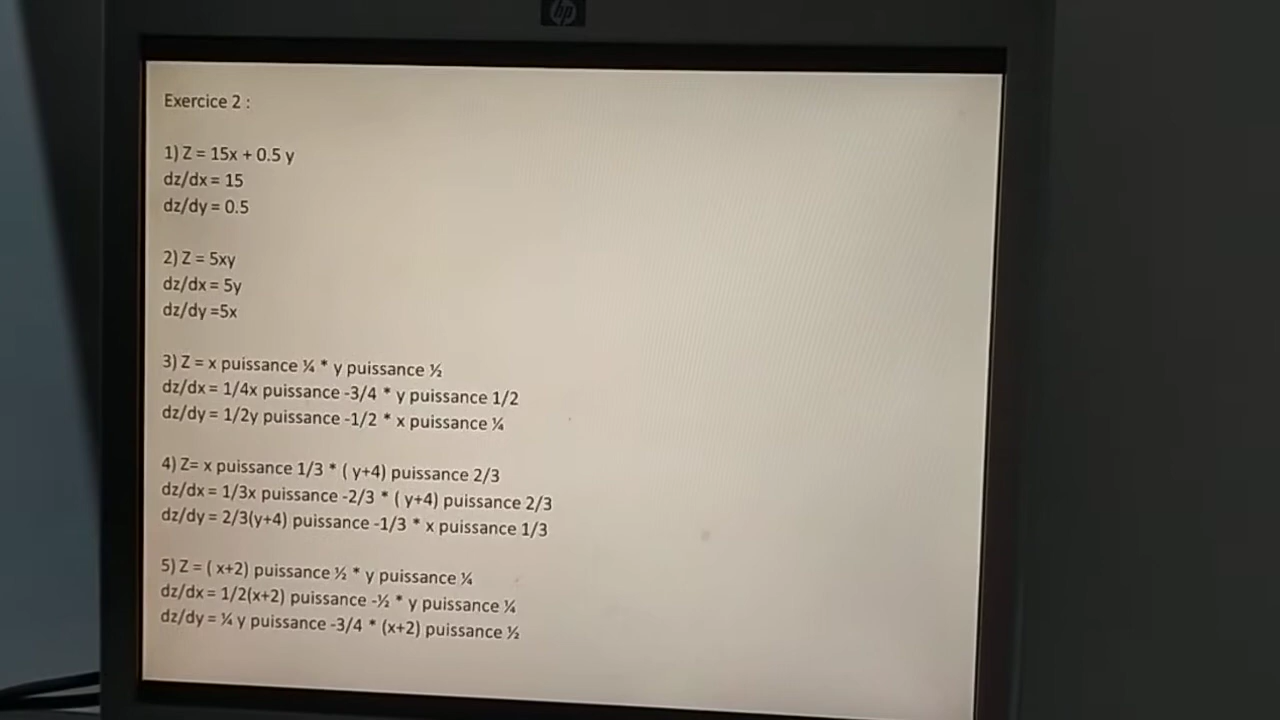 hp
Exercice 2 :
1) Z = 15x + 0.5 y
dz/dx = 15
dz/dy = 0.5
2) Z = 5xy
dz/dx = 5y
dz/dy =5x
3) Z = x puissance ¼ * y puissance ½
dz/dx = 1/4x puissance -3/4 * y puissance 1/2
dz/dy = 1/2y puissance -1/2 * x puissance ¼
4) Z= x puissance 1/3 * ( y+4) puissance 2/3
dz/dx = 1/3x puissance -2/3 * ( y+4) puissance 2/3
dz/dy = 2/3(y+4) puissance -1/3 * x puissance 1/3
5) Z = ( x+2) puissance ½ * y puissance ¼
dz/dx = 1/2(x+2) puissance -½ * y puissance ¼
dz/dy = ¼ y puissance -3/4 * (x+2) puissance ½